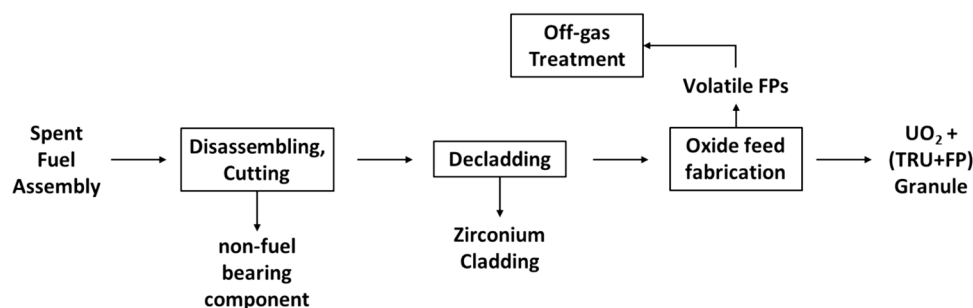 Off-gas
Treatment
Volatile FPs
Spent
Fuel
Assembly
Disassembling,
Cutting
Decladding
Oxide feed
fabrication
UO₂ +
(TRU+FP)
Granule
non-fuel
bearing
component
Zirconium
Cladding